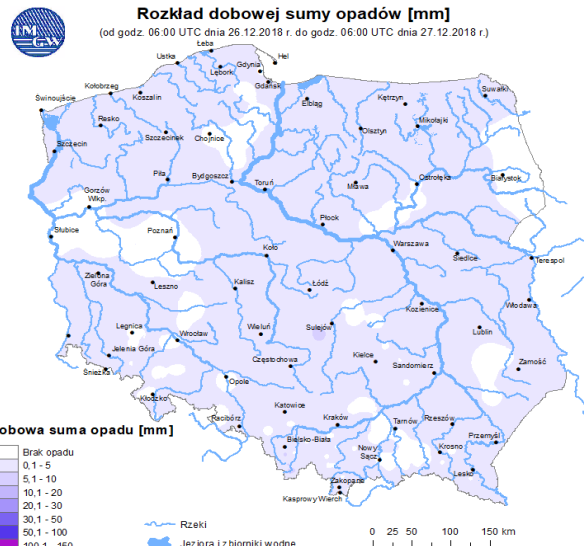 Rozkład dobowej sumy opadów [mm]
(od godz. 06:00 UTC dnia 26.12.2018 r. do godz. 06:00 UTC dnia 27.12.2018 r.)
IM
GW
Łeba
Ustka
Hel
Gdynia
Lębork
Gdańsk
Suwałki
Kołobrzeg
Koszalin
Świnoujście
Elbląg
Kętrzyn
Resko
Mikołajki
Szczecinek
Chojnice
Olsztyn
Szczecin
Piła
Bydgoszcz
Toruń
Mława
Ostrołęka
Białystok
Gorzów
Wlkp.
Płock
Słubice
Poznań
Koło
Warszawa
Siedlce
Terespol
Zielona
Góra
Leszno
Kalisz
Łódź
Kozienice
Włodawa
Legnica
Wrocław
Wieluń
Sulejów
Lublin
Jelenia Góra
Częstochowa
Kielce
Sandomierz
Zamość
Śnieżka
Opole
Kłodzko
Katowice
Racibórz
Kraków
Tarnów
Rzeszów
Przemyśl
Bielsko-Biała
Nowy
Sącz
Krosno
Lesko
Zakopane
Kasprowy Wierch
obowa suma opadu [mm]
Brak opadu
0,1 - 5
5,1 - 10
10,1 - 20
20,1 - 30
30,1 - 50
50,1 - 100
100,1 - 150
Rzeki
Jeziora i zbiorniki wodne
0 25 50 100 150 km